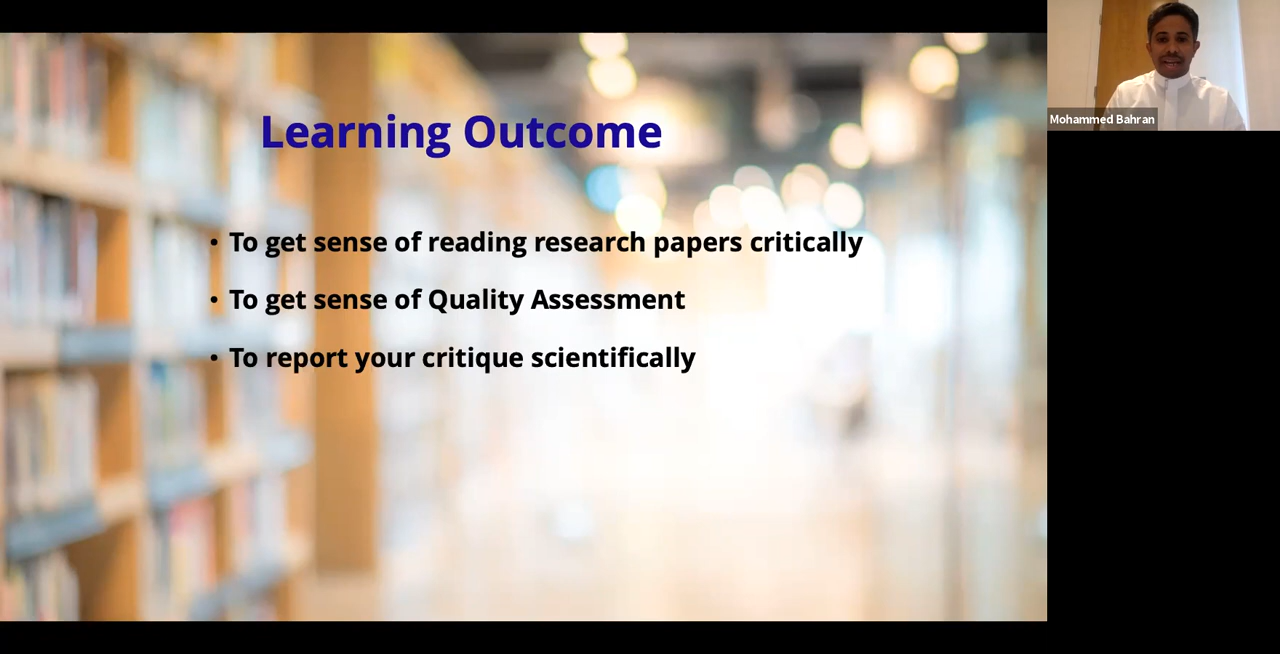 Learning Outcome
• To get sense of reading research papers critically
• To get sense of Quality Assessment
• To report your critique scientifically
Mohammed Bahran